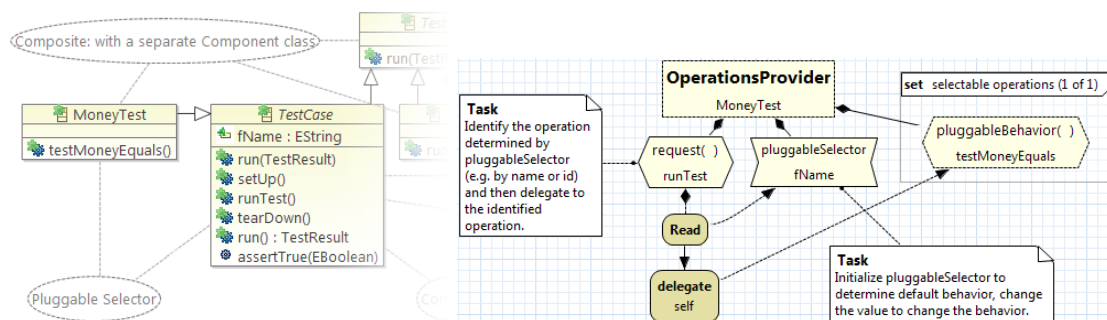 Composite: with a separate Component class
MoneyTest
testMoneyEquals()
TestCase
fName : EString
run(TestResult)
setUp()
runTest()
tearDown()
run() : TestResult
assertTrue(EBoolean)
Pluggable Selector
Task
Identify the operation
determined by
pluggableSelector
(e.g. by name or id)
and then delegate to
the identified
operation.
OperationsProvider
MoneyTest
request( )
runTest
pluggableSelector
fName
Read
delegate
self
set selectable operations (1 of 1)
pluggableBehavior( )
testMoneyEquals
Task
Initialize pluggableSelector to
determine default behavior, change
the value to change the behavior.